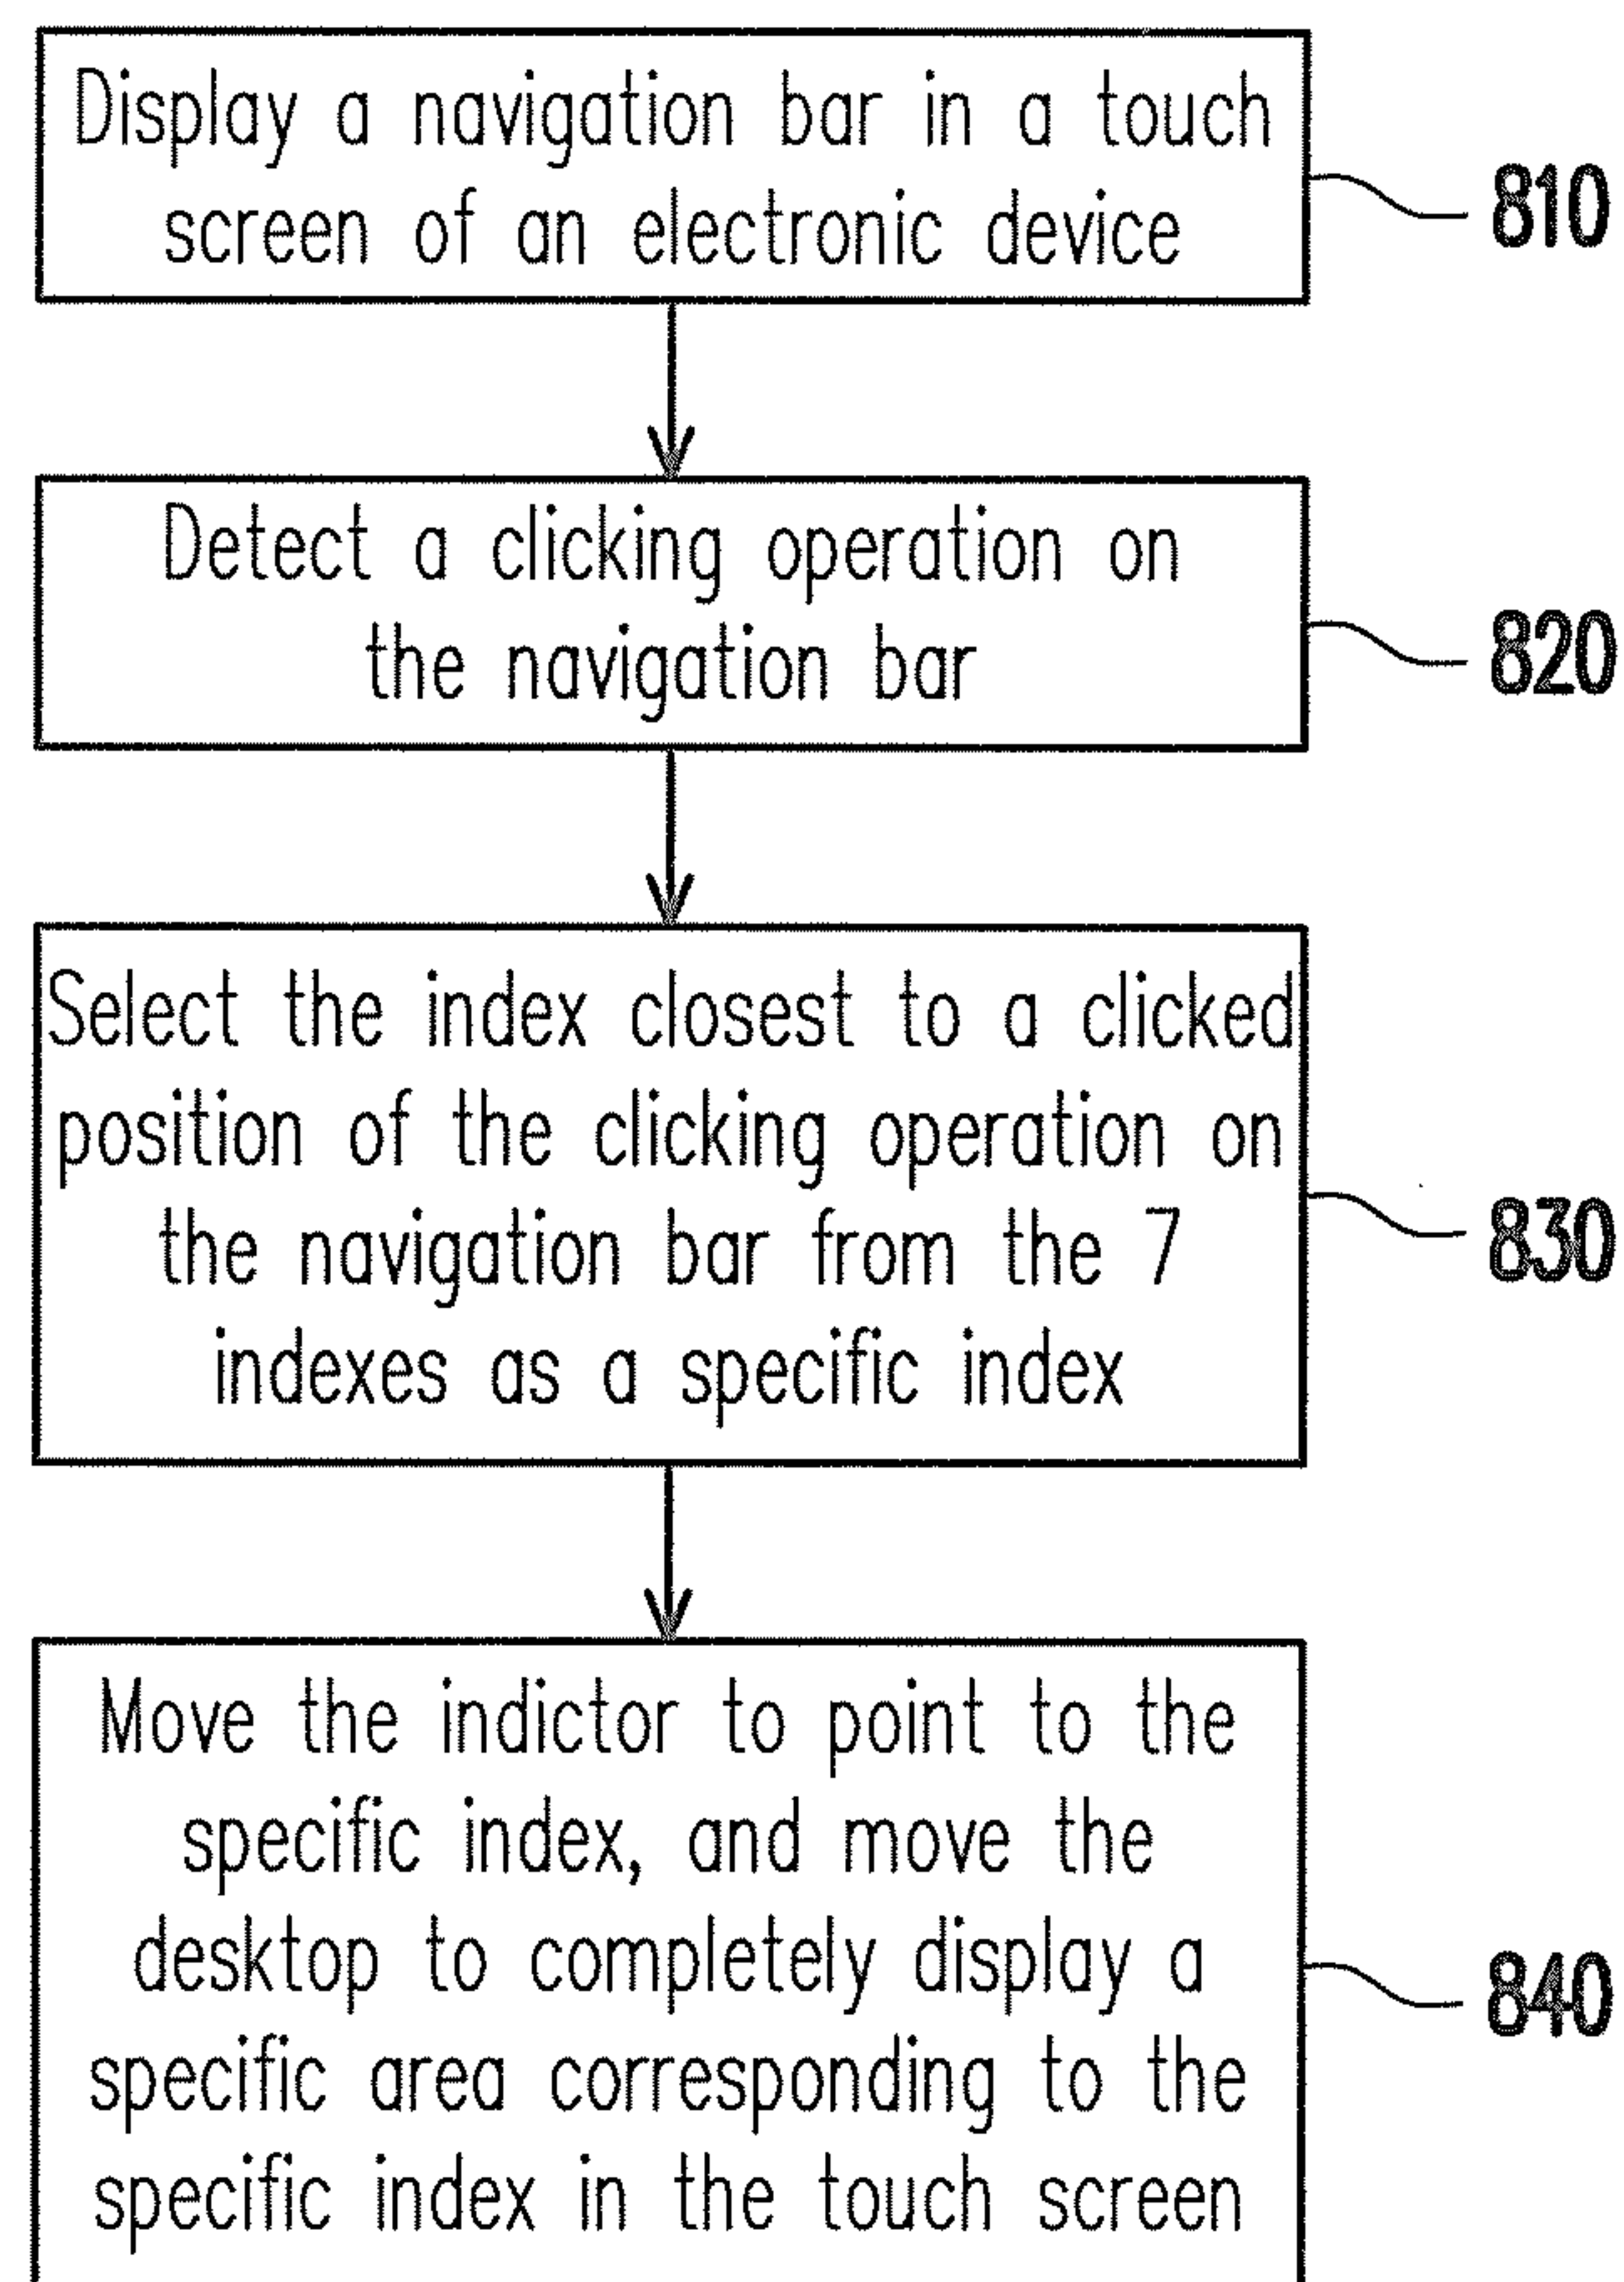 Display a navigation bar in a touch
screen of an electronic device
810
Detect a clicking operation on
the navigation bar
820
Select the index closest to a clicked
position of the clicking operation on
the navigation bar from the 7
indexes as a specific index
830
Move the indictor to point to the
specific index, and move the
desktop to completely display a
specific area corresponding to the
specific index in the touch screen
840